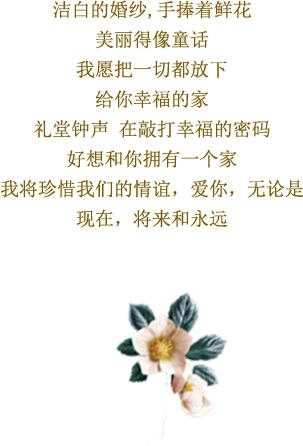 洁白的婚纱,手捧着鲜花
美丽得像童话
我愿把一切都放下
给你幸福的家
礼堂钟声 在敲打幸福的密码
好想和你拥有一个家
我将珍惜我们的情谊，爱你，无论是
现在，将来和永远